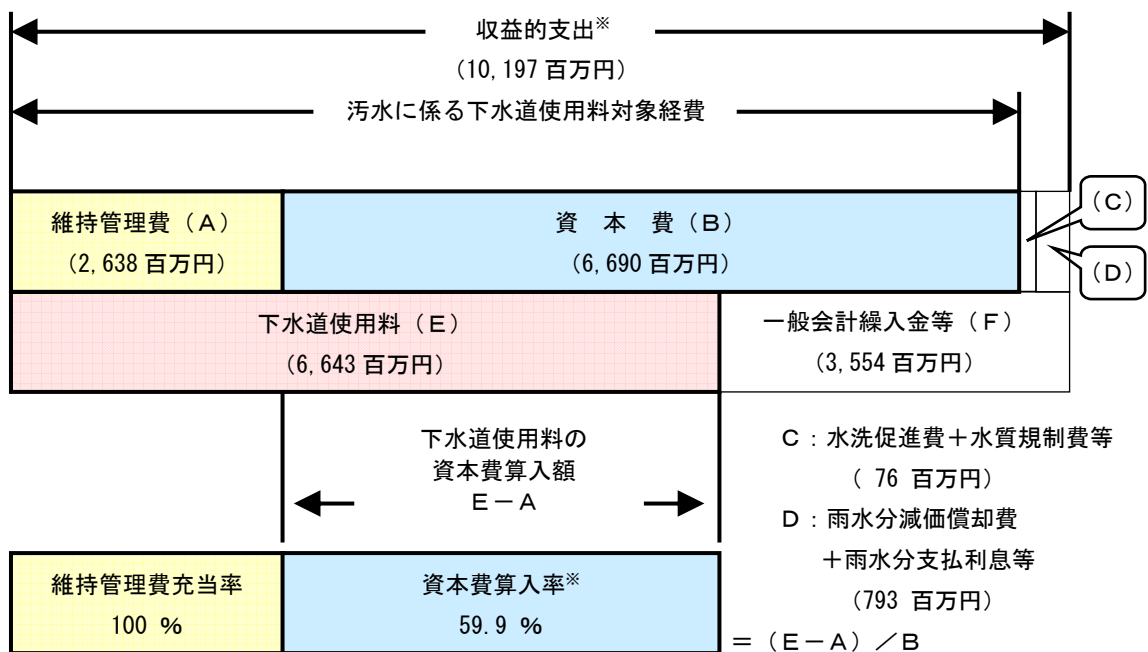 収益的支出※
（10,197 百万円）
汚水に係る下水道使用料対象経費
（C）
維持管理費（A）
資 本 費（B）
（2,638 百万円）
（6,690 百万円）
（D）
下水道使用料（E）
一般会計繰入金等（F）
（6,643 百万円）
（3,554 百万円）
下水道使用料の
資本費算入額
E－A
C：水洗促進費＋水質規制費等
（ 76 百万円）
D：雨水分減価償却費
＋雨水分支払利息等
（793 百万円）
維持管理費充当率
資本費算入率※
100 ％
59.9 ％
＝（E－A）／B